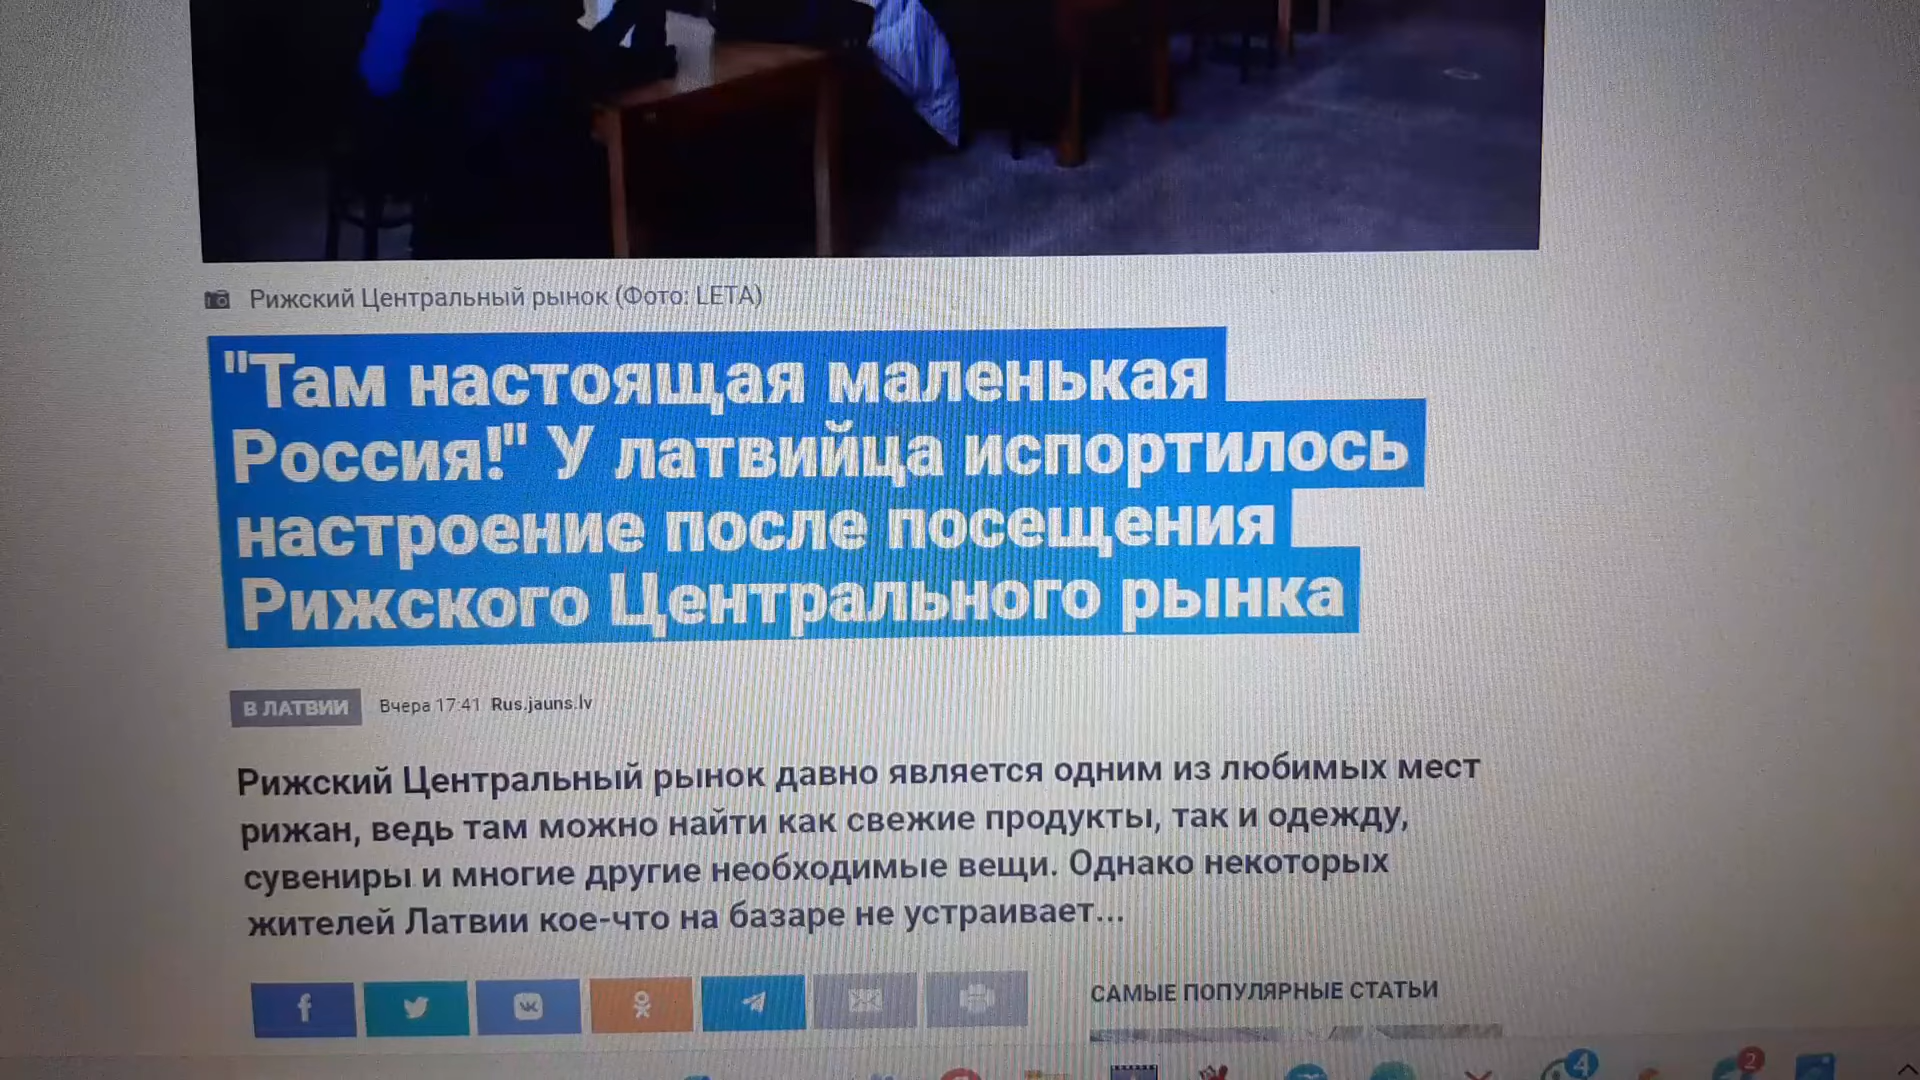 Рижский Центральный рынок (Фото: LETA)
"Там настоящая маленькая
Россия!" У латвийца испортилось
настроение после посещения
Рижского Центрального рынка
В ЛАТВИИ Вчера 17:41 Rus.jauns.lv
Рижский Центральный рынок давно является одним из любимых мест
рижан, ведь там можно найти как свежие продукты, так и одежду,
сувениры и многие другие необходимые вещи. Однако некоторых
жителей Латвии кое-что на базаре не устраивает...
САМЫЕ ПОПУЛЯРНЫЕ СТАТЬИ
4
2